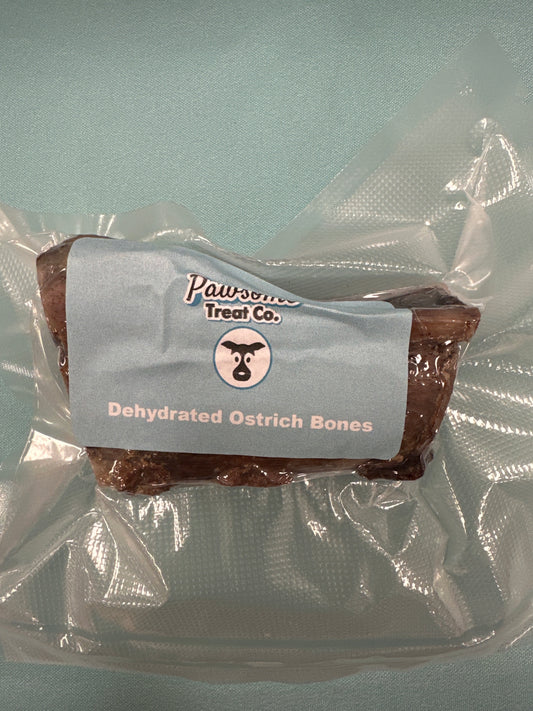 Pawsome
Treat Co.
Dehydrated Ostrich Bones